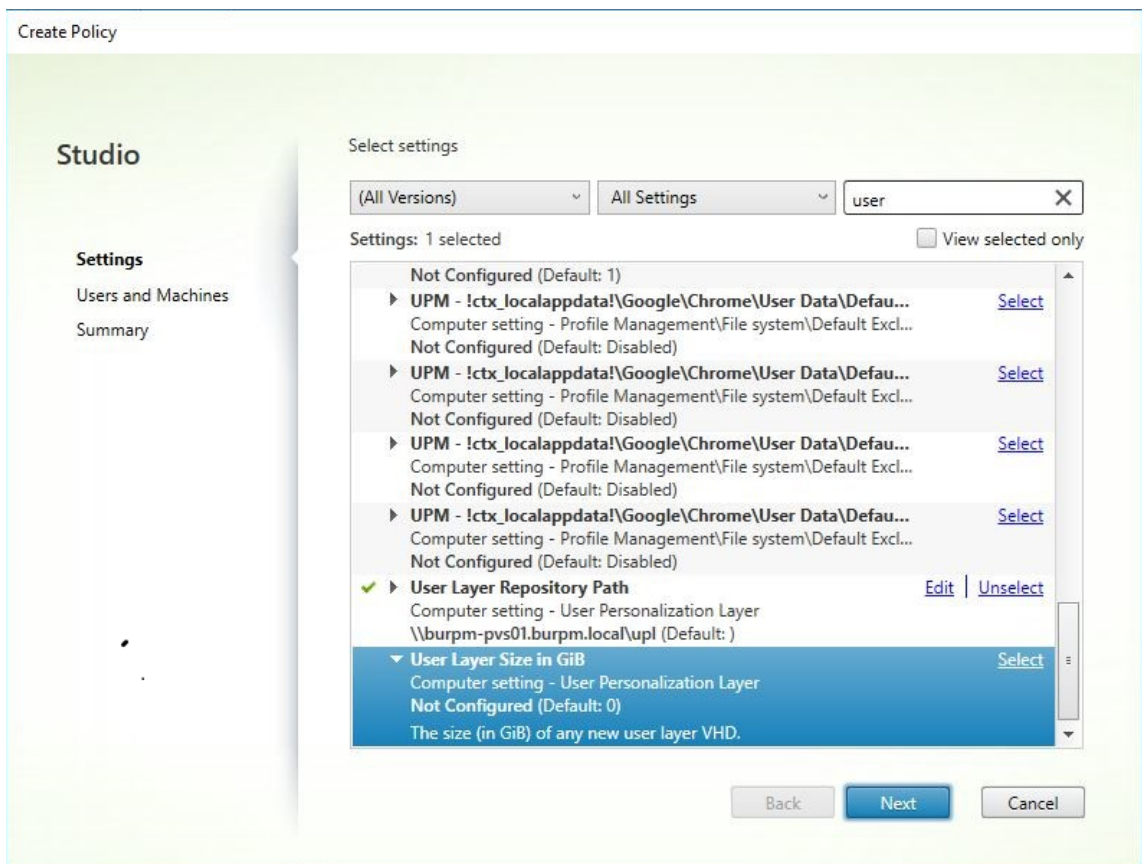 Create Policy
Studio
Settings
Users and Machines
Summary
Select settings
(All Versions)
All Settings
user
Settings: 1 selected
View selected only
Not Configured (Default: 1)
UPM - !ctx_localappdata!\Google\Chrome\User Data\Defau... Select
Computer setting - Profile Management\File system\Default Excl...
Not Configured (Default: Disabled)
UPM - !ctx_localappdata!\Google\Chrome\User Data\Defau... Select
Computer setting - Profile Management\File system\Default Excl...
Not Configured (Default: Disabled)
UPM - !ctx_localappdata!\Google\Chrome\User Data\Defau... Select
Computer setting - Profile Management\File system\Default Excl...
Not Configured (Default: Disabled)
UPM - !ctx_localappdata!\Google\Chrome\User Data\Defau... Select
Computer setting - Profile Management\File system\Default Excl...
Not Configured (Default: Disabled)
User Layer Repository Path Edit | Unselect
Computer setting - User Personalization Layer
\\burpm-pvs01.burpm.local\upl (Default: )
User Layer Size in GiB Select
Computer setting - User Personalization Layer
Not Configured (Default: 0)
The size (in GiB) of any new user layer VHD.
Back
Next
Cancel